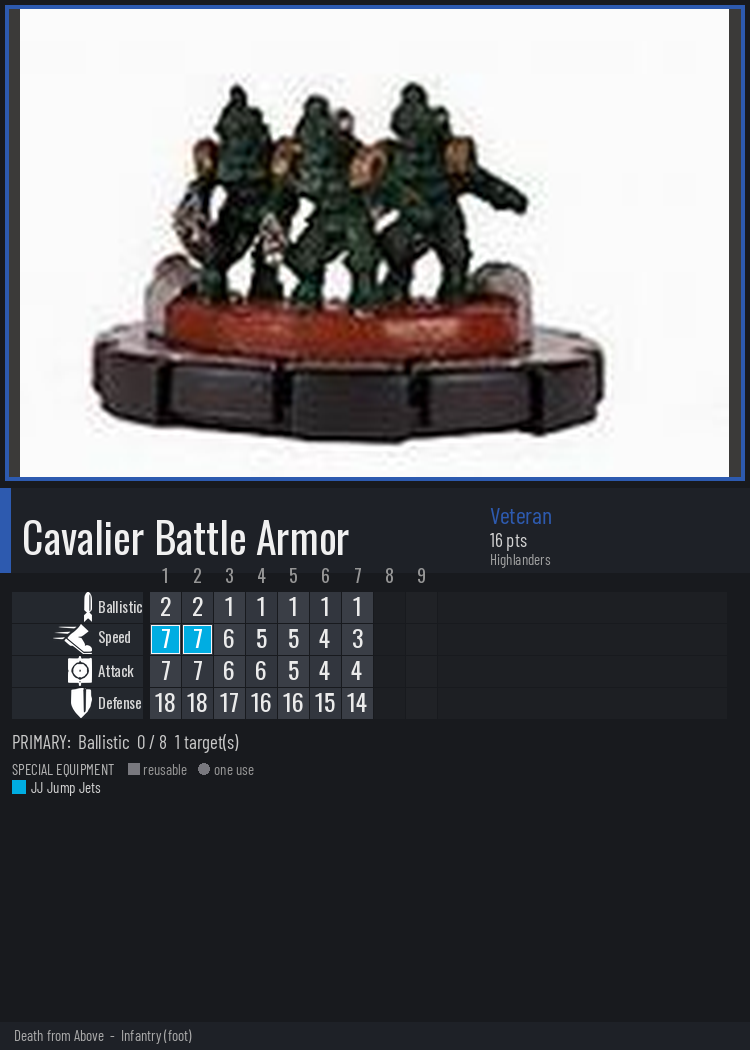 Cavalier Battle Armor
Veteran
16 pts
Highlanders
1 2 3 4 5 6 7 8 9
Ballistic 2 2 1 1 1 1 1
Speed 7 7 6 5 5 4 3
Attack 7 7 6 6 5 4 4
Defense 18 18 17 16 16 15 14
PRIMARY: Ballistic 0 / 8 1 target(s)
SPECIAL EQUIPMENT reusable one use
JJ Jump Jets
Death from Above - Infantry (foot)